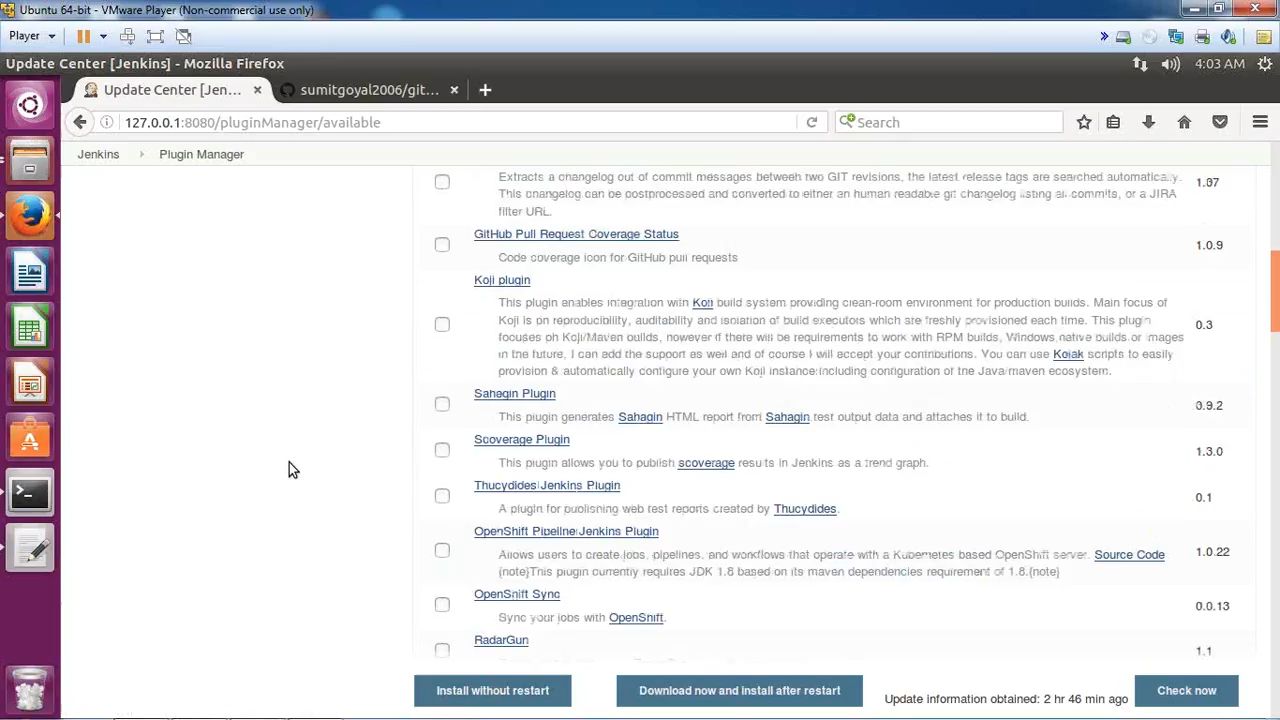 Ubuntu 64-bit - VMware Player (Non-commercial use only)
Player
Update Center [Jenkins] - Mozilla Firefox
4:03 AM
Update Center [Jen...
sumitgoyal2006/git...
127.0.0.1:8080/pluginManager/available
Search
Jenkins
Plugin Manager
Extracts a changelog out of commit messages between two GIT revisions, the latest release tags are searched automatically.
This changelog can be postprocessed and converted to either an human readable git changelog listing all commits, or a JIRA
filter URL.
1.07
GitHub Pull Request Coverage Status
Code coverage icon for GitHub pull requests
1.0.9
Koji plugin
This plugin enables integration with Koji build system providing clean-room environment for production builds. Main focus of
Koji is on reproducibility, auditability and isolation of build executors which are freshly provisioned each time. This plugin
focuses on Koji/Maven builds, however if there will be requirements to work with RPM builds, Windows native builds or images
in the future, I can add the support as well and of course I will accept your contributions. You can use Kojak scripts to easily
provision & automatically configure your own Koji instance including configuration of the Java/maven ecosystem.
0.3
Sahagin Plugin
This plugin generates Sahagin HTML report from Sahagin test output data and attaches it to build.
0.9.2
Scoverage Plugin
This plugin allows you to publish scoverage results in Jenkins as a trend graph.
1.3.0
Thucydides Jenkins Plugin
A plugin for publishing web test reports created by Thucydides.
0.1
OpenShift Pipeline Jenkins Plugin
Allows users to create jobs, pipelines, and workflows that operate with a Kubernetes based OpenShift server. Source Code
{note}This plugin currently requires JDK 1.8 based on its maven dependencies requirement of 1.8.{note}
1.0.22
OpenShift Sync
Sync your jobs with OpenShift.
0.0.13
RadarGun
1.1
Install without restart
Download now and install after restart
Update information obtained: 2 hr 46 min ago
Check now